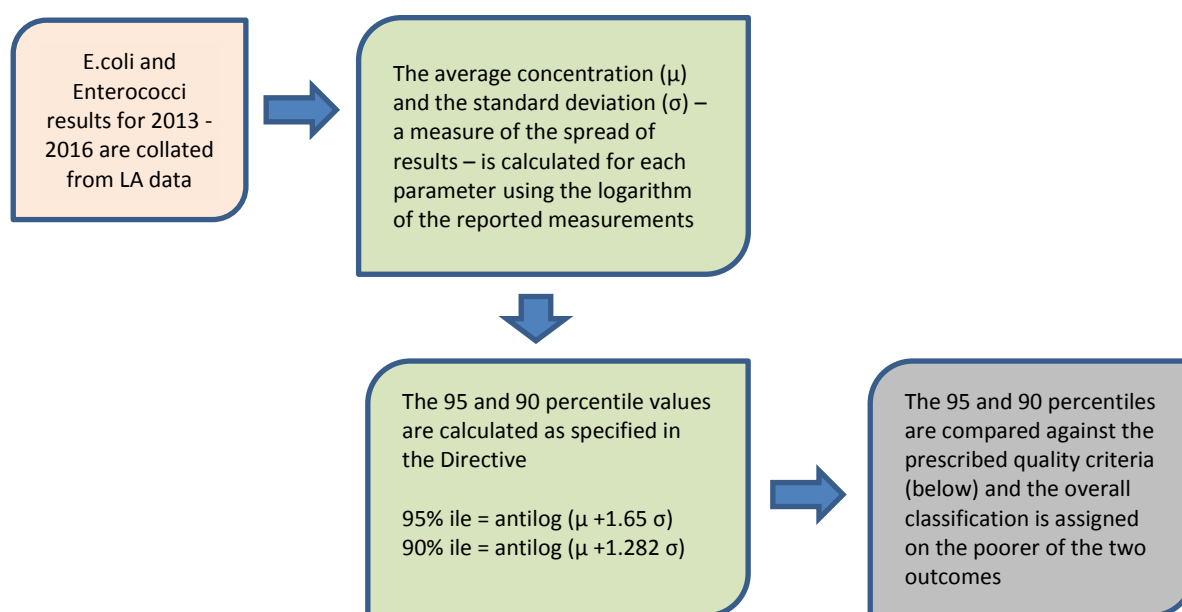 E.coli and
Enterococci
results for 2013 -
2016 are collated
from LA data
The average concentration (µ)
and the standard deviation (σ) –
a measure of the spread of
results – is calculated for each
parameter using the logarithm
of the reported measurements
The 95 and 90 percentile values
are calculated as specified in
the Directive
95% ile = antilog (µ +1.65 σ)
90% ile = antilog (µ +1.282 σ)
The 95 and 90 percentiles
are compared against the
prescribed quality criteria
(below) and the overall
classification is assigned
on the poorer of the two
outcomes